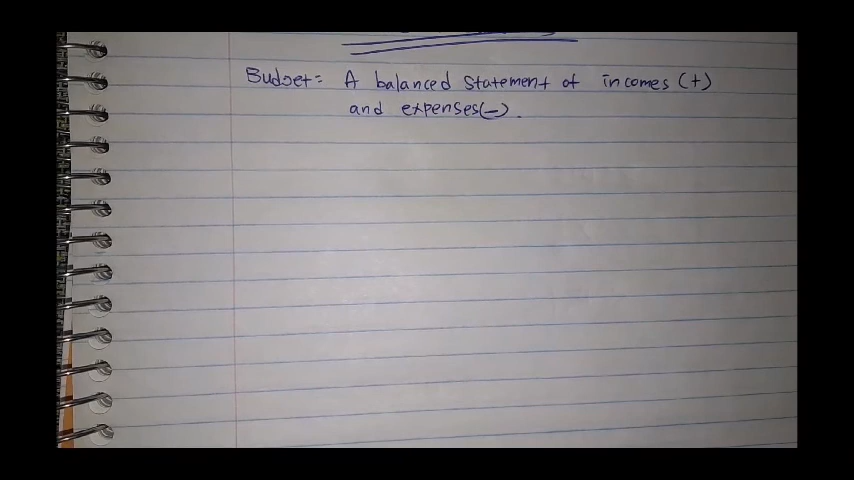 Budget: A balanced statement of incomes (+)
and expenses(-).